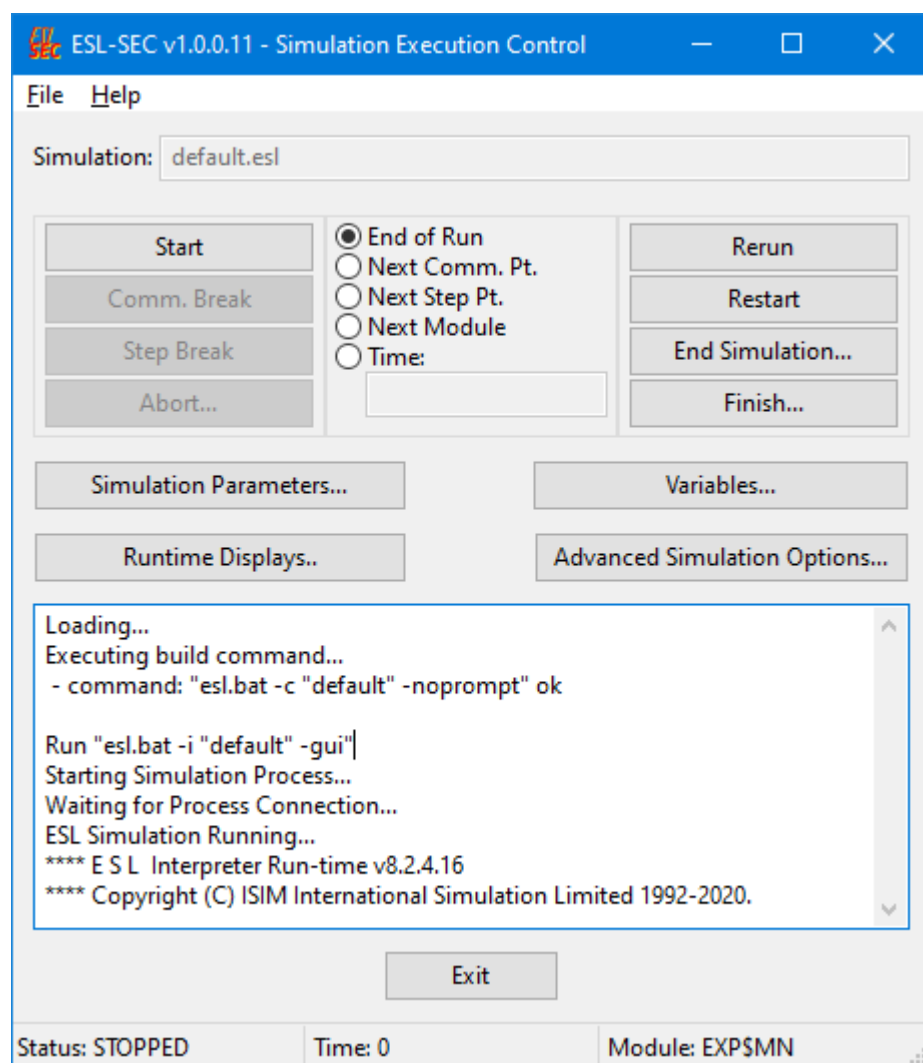 ESL SEC ESL-SEC v1.0.0.11 - Simulation Execution Control
File Help
Simulation: default.esl
Start
Comm. Break
Step Break
Abort...
End of Run
Next Comm. Pt.
Next Step Pt.
Next Module
Time:
Rerun
Restart
End Simulation...
Finish...
Simulation Parameters...
Variables...
Runtime Displays..
Advanced Simulation Options...
Loading...
Executing build command...
- command: "esl.bat -c "default" -noprompt" ok
Run "esl.bat -i "default" -gui"
Starting Simulation Process...
Waiting for Process Connection...
ESL Simulation Running...
**** E S L  Interpreter Run-time v8.2.4.16
**** Copyright (C) ISIM International Simulation Limited 1992-2020.
Exit
Status: STOPPED
Time: 0
Module: EXP$MN